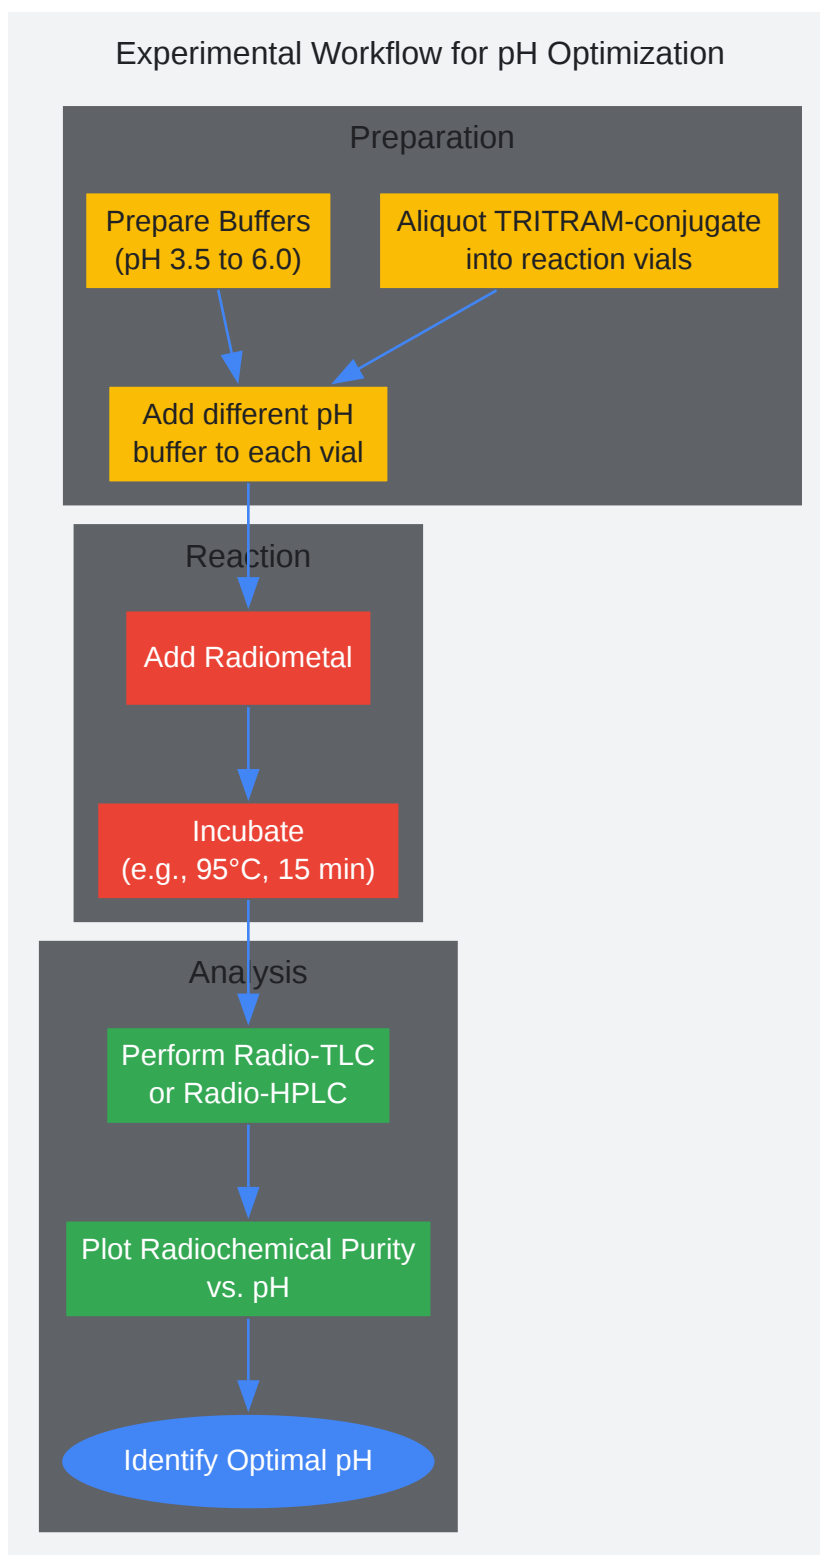 Experimental Workflow for pH Optimization
Preparation
Prepare Buffers
(pH 3.5 to 6.0)
Aliquot TRITRAM-conjugate
into reaction vials
Add different pH
buffer to each vial
Reaction
Add Radiometal
Incubate
(e.g., 95°C, 15 min)
Analysis
Perform Radio-TLC
or Radio-HPLC
Plot Radiochemical Purity
vs. pH
Identify Optimal pH